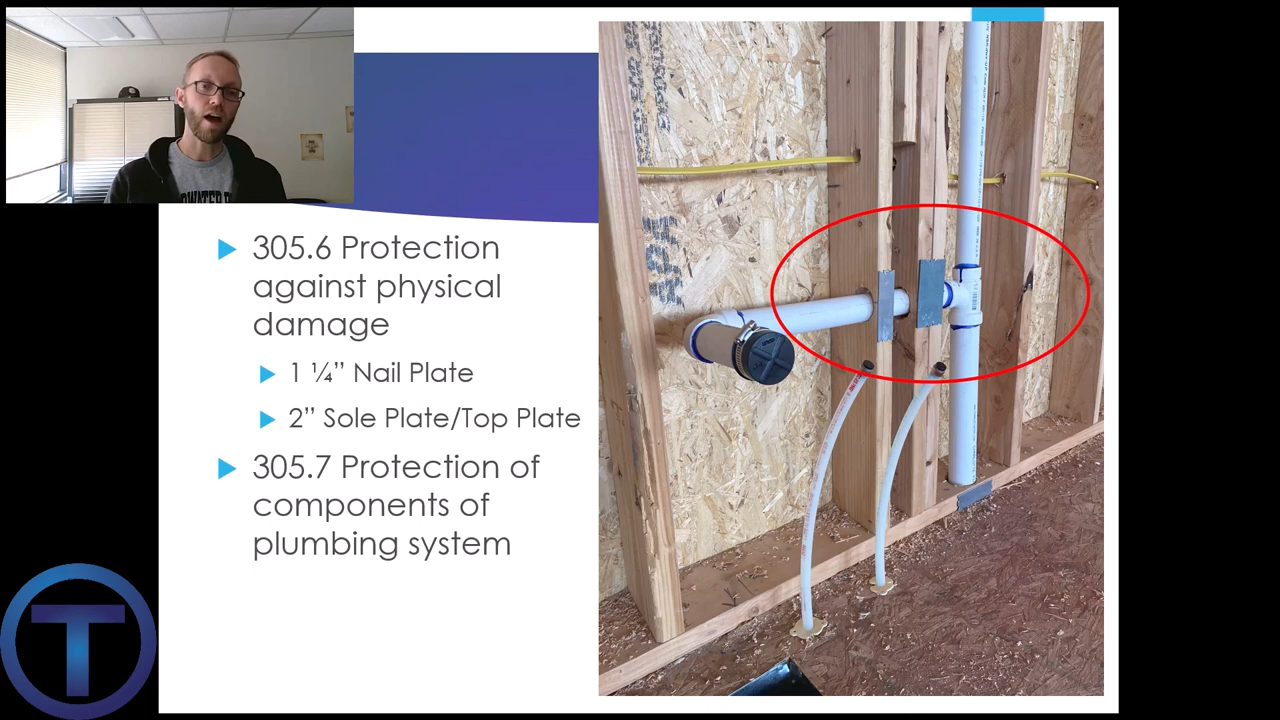 305.6 Protection
against physical
damage
1 ¼” Nail Plate
2” Sole Plate/Top Plate
305.7 Protection of
components of
plumbing system
T